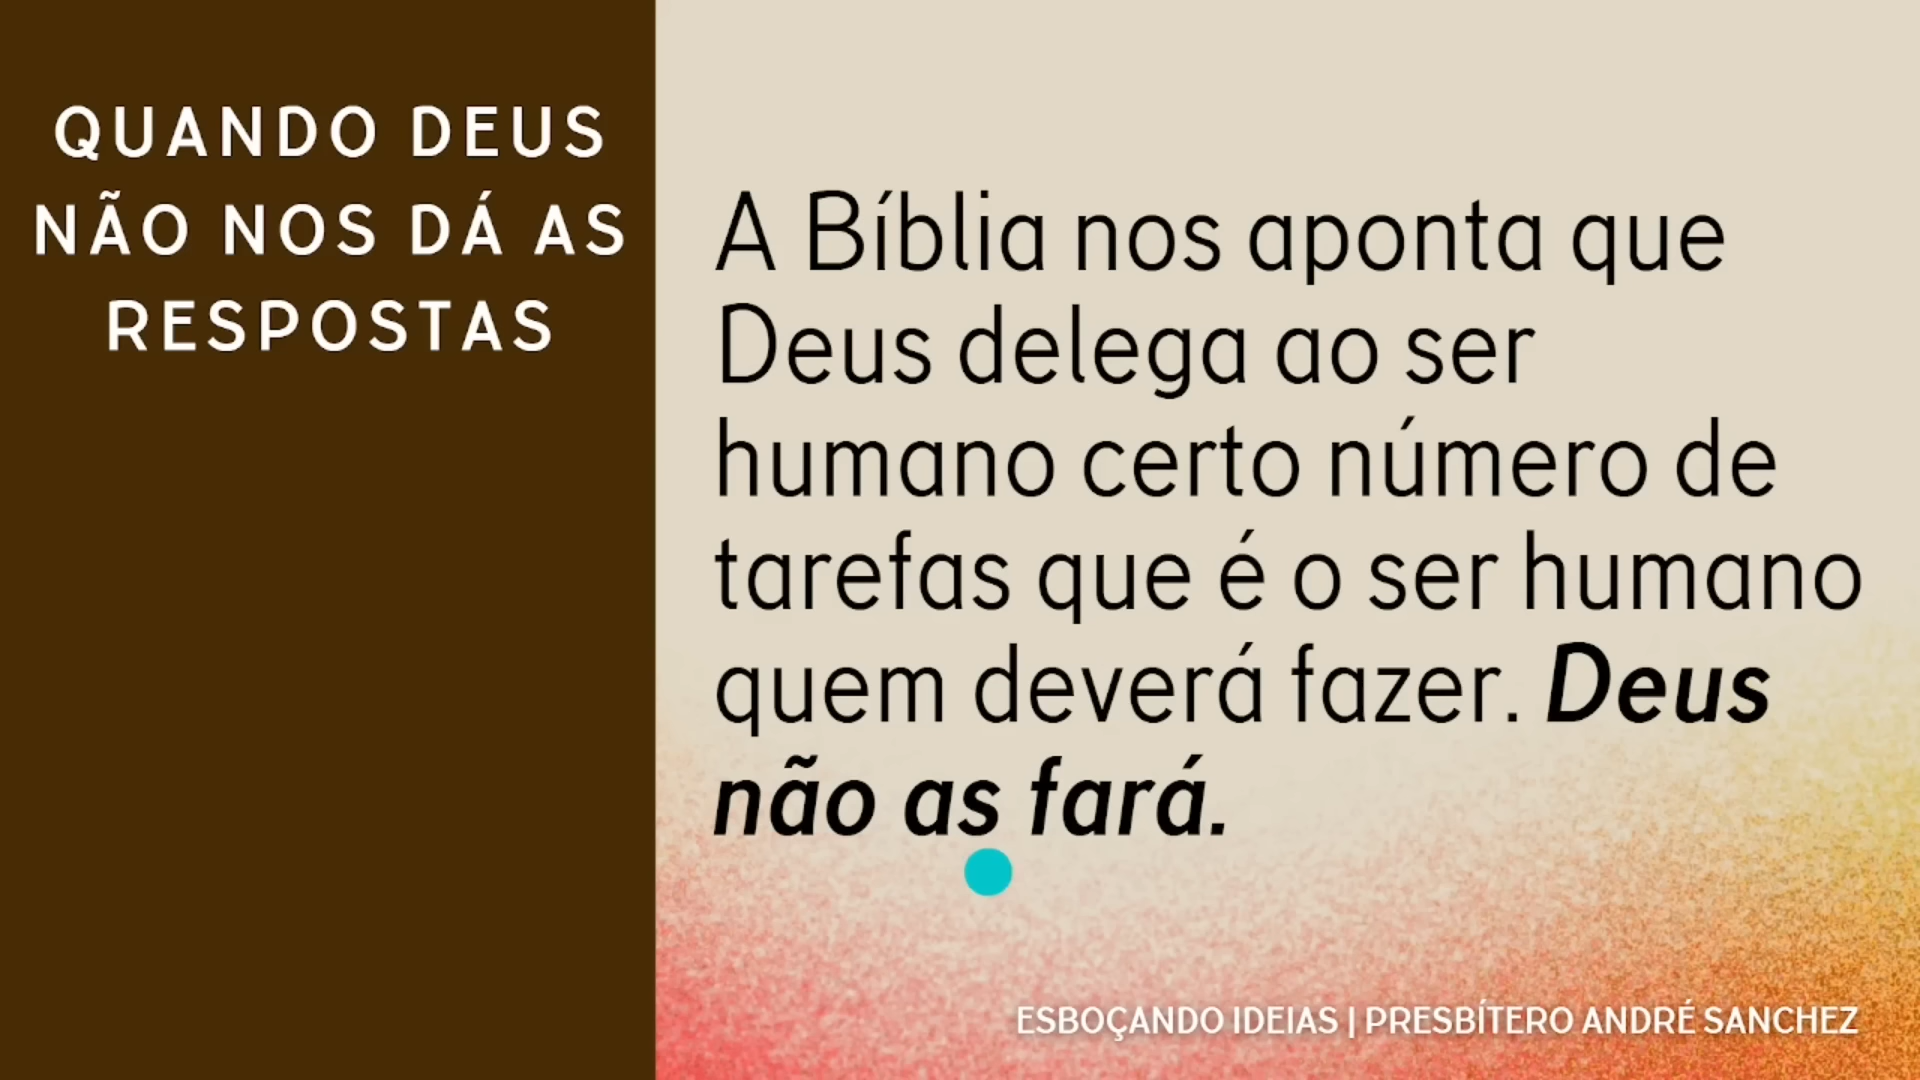 QUANDO DEUS
NÃO NOS DÁ AS
RESPOSTAS
A Bíblia nos aponta que
Deus delega ao ser
humano certo número de
tarefas que é o ser humano
quem deverá fazer. Deus
não as fará.
ESBOÇANDO IDEIAS | PRESBÍTERO ANDRÉ SANCHEZ